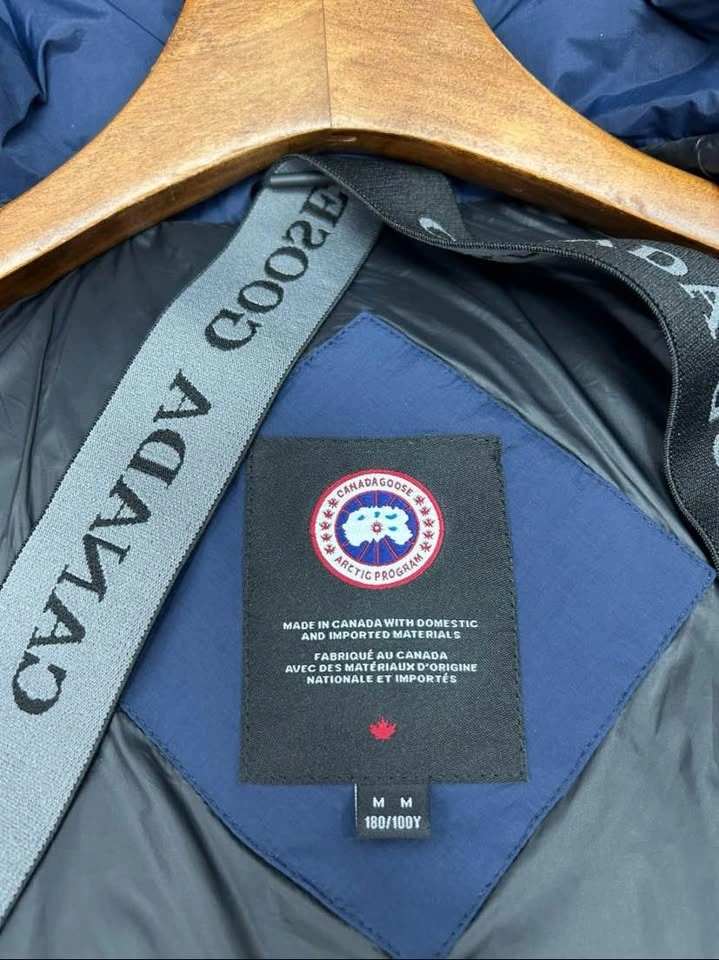 CANADA GOOSE
CANADA
CANADA GOOSE
ARCTIC PROGRAM
MADE IN CANADA WITH DOMESTIC
AND IMPORTED MATERIALS
FABRIQUÉ AU CANADA
AVEC DES MATÉRIAUX D'ORIGINE
NATIONALE ET IMPORTÉS
M M
180/100Y